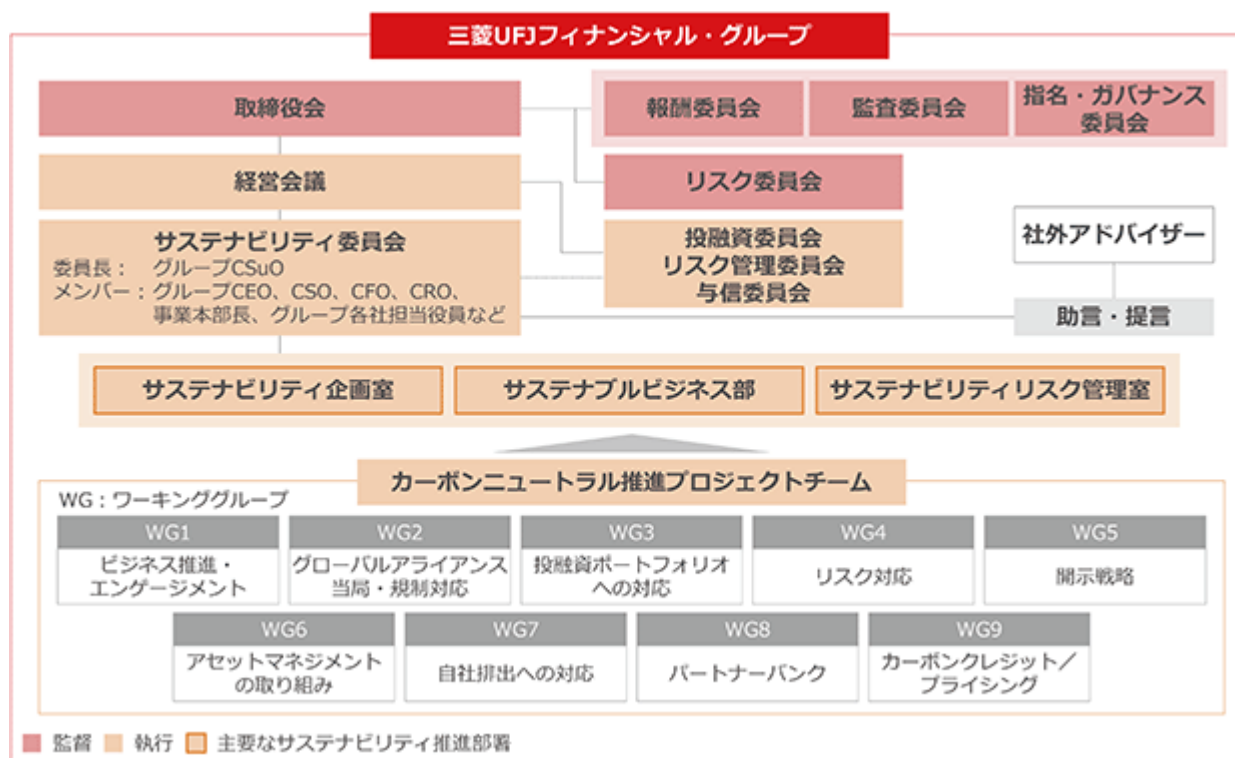 三菱UFJフィナンシャル・グループ
取締役会
報酬委員会
監査委員会
指名・ガバナンス
委員会
経営会議
リスク委員会
サステナビリティ委員会
委員長： グループCSuO
メンバー：グループCEO、CSO、CFO、CRO、
事業本部長、グループ各社担当役員など
投融資委員会
リスク管理委員会
与信委員会
社外アドバイザー
助言・提言
サステナビリティ企画室
サステナブルビジネス部
サステナビリティリスク管理室
カーボンニュートラル推進プロジェクトチーム
WG：ワーキンググループ
WG1
ビジネス推進・
エンゲージメント
WG2
グローバルアライアンス
当局・規制対応
WG3
投融資ポートフォリオ
への対応
WG4
リスク対応
WG5
開示戦略
WG6
アセットマネジメント
の取り組み
WG7
自社排出への対応
WG8
パートナーバンク
WG9
カーボンクレジット／
プライシング
監督 執行 主要なサステナビリティ推進部署